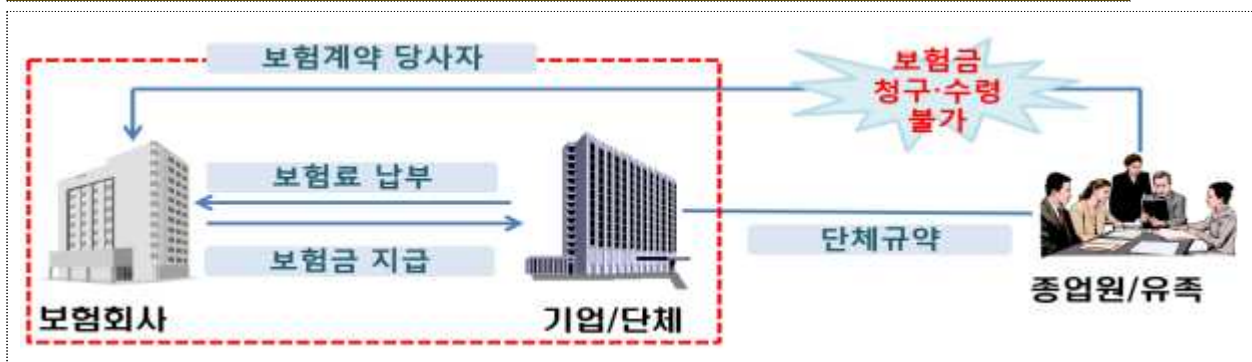 보험계약 당사자
보험금
청구·수령
불가
보험료 납부
보험금 지급
단체규약
보험회사
기업/단체
종업원/유족